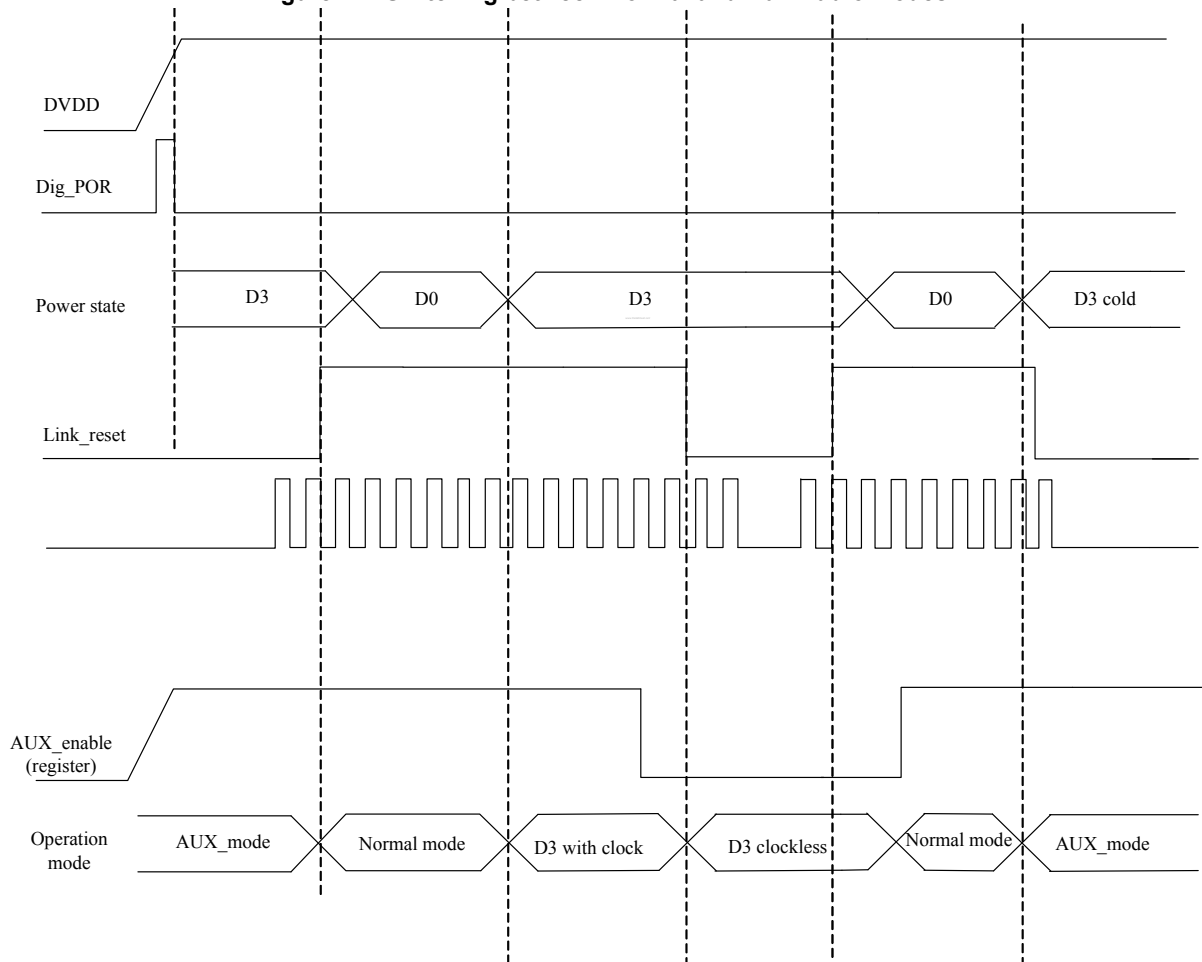 DVDD
Dig_POR
Power state
D3
D0
D3
D0
D3 cold
Link_reset
AUX_enable
(register)
Operation
mode
AUX_mode
Normal mode
D3 with clock
D3 clockless
Normal mode
AUX_mode